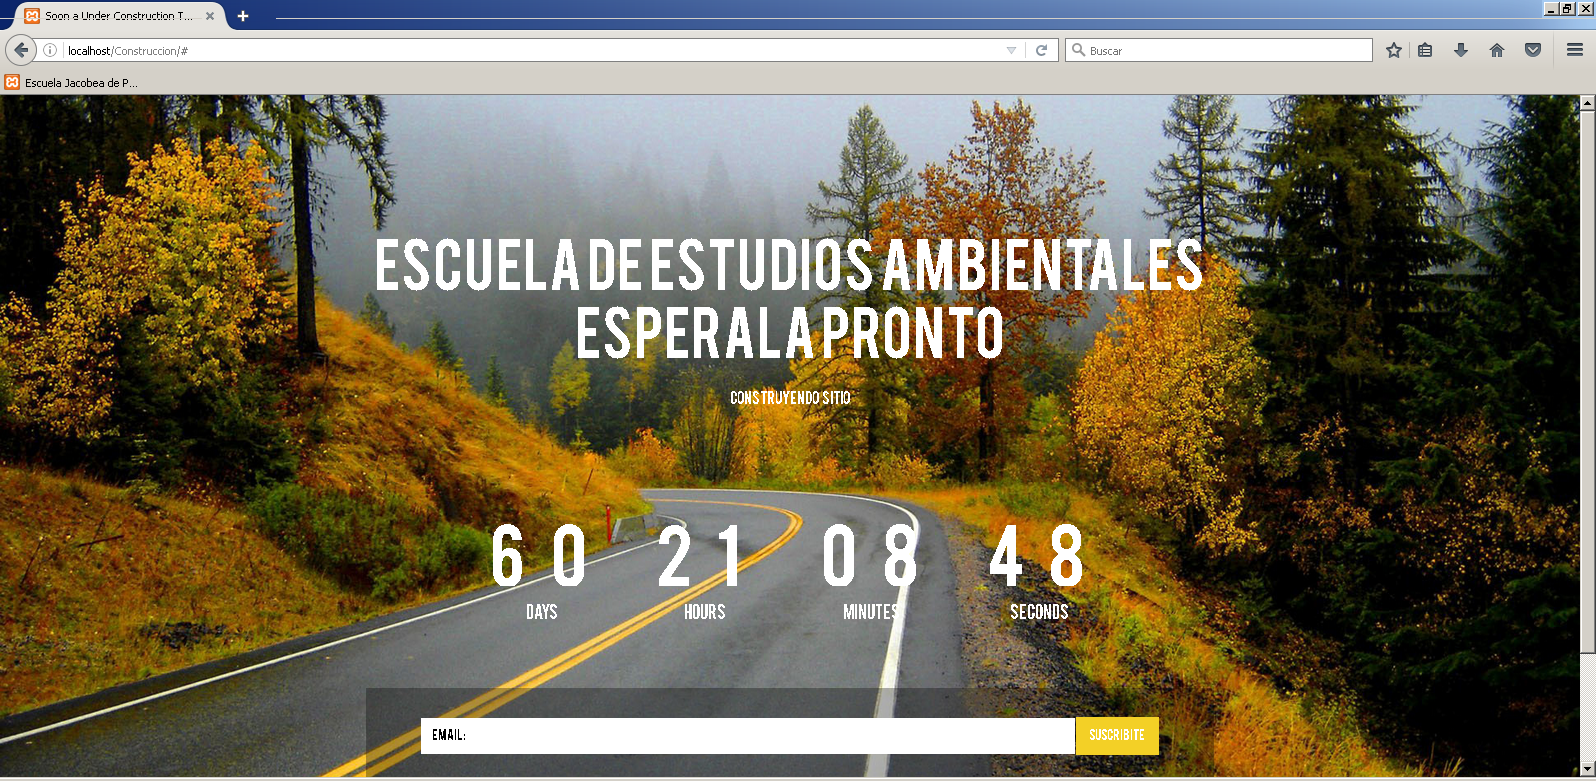 Soon a Under Construction T...
localhost/Construccion/#
Buscar
Escuela Jacobea de P...
ESCUELA DE ESTUDIOS AMBIENTALES
ESPERALA PRONTO
CONSTRUYENDO SITIO
60 21 08 48
DAYS HOURS MINUTES SECONDS
EMAIL: SUSCRIBITE